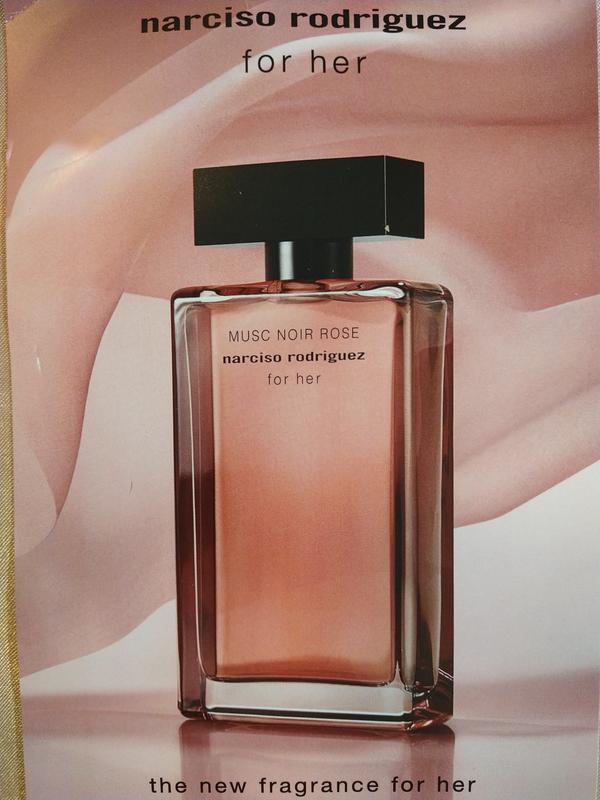 narciso rodriguez
for her
MUSC NOIR ROSE
narciso rodriguez
for her
the new fragrance for her